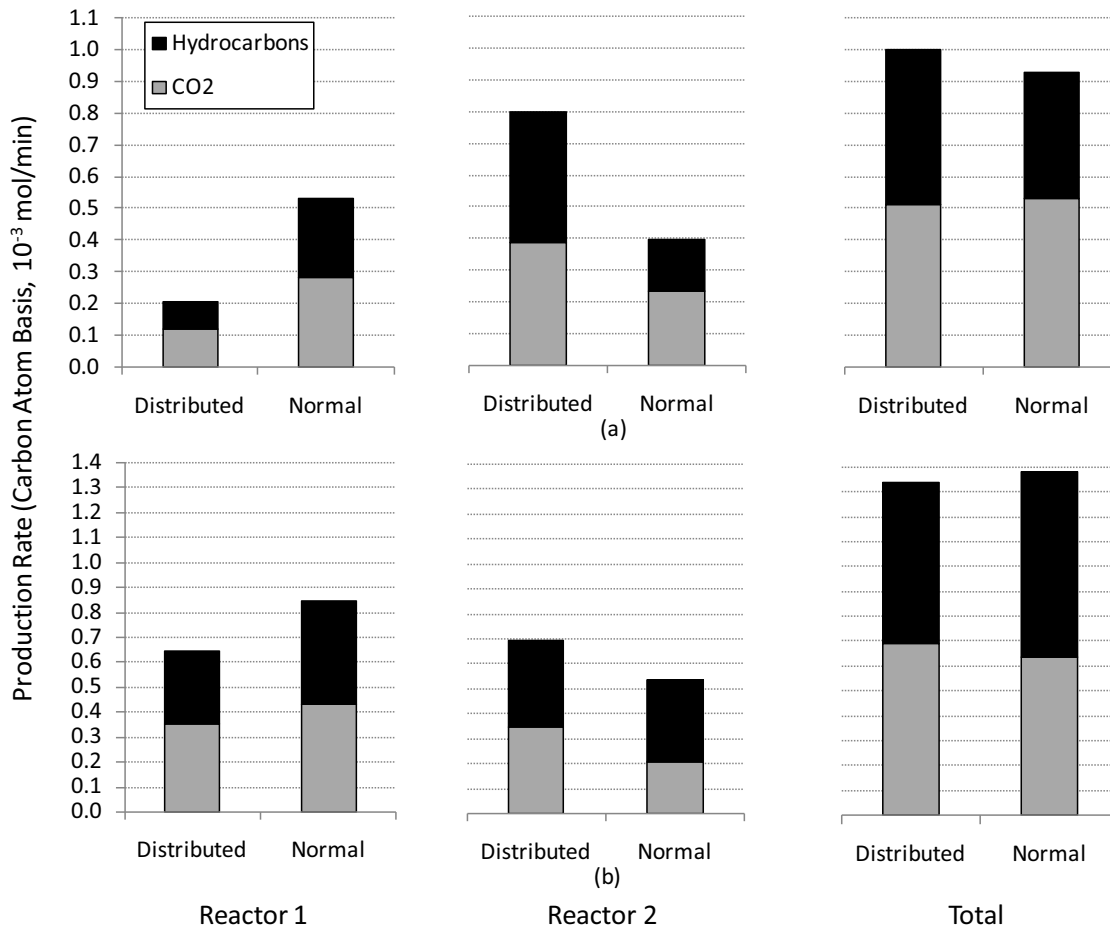 Production Rate (Carbon Atom Basis, 10⁻³ mol/min)
1.1
1.0
0.9
0.8
0.7
0.6
0.5
0.4
0.3
0.2
0.1
0.0
Hydrocarbons
CO2
Distributed Normal
Distributed Normal
Distributed Normal
(a)
1.4
1.3
1.2
1.1
1.0
0.9
0.8
0.7
0.6
0.5
0.4
0.3
0.2
0.1
0.0
Distributed Normal
Distributed Normal
Distributed Normal
(b)
Reactor 1 Reactor 2 Total